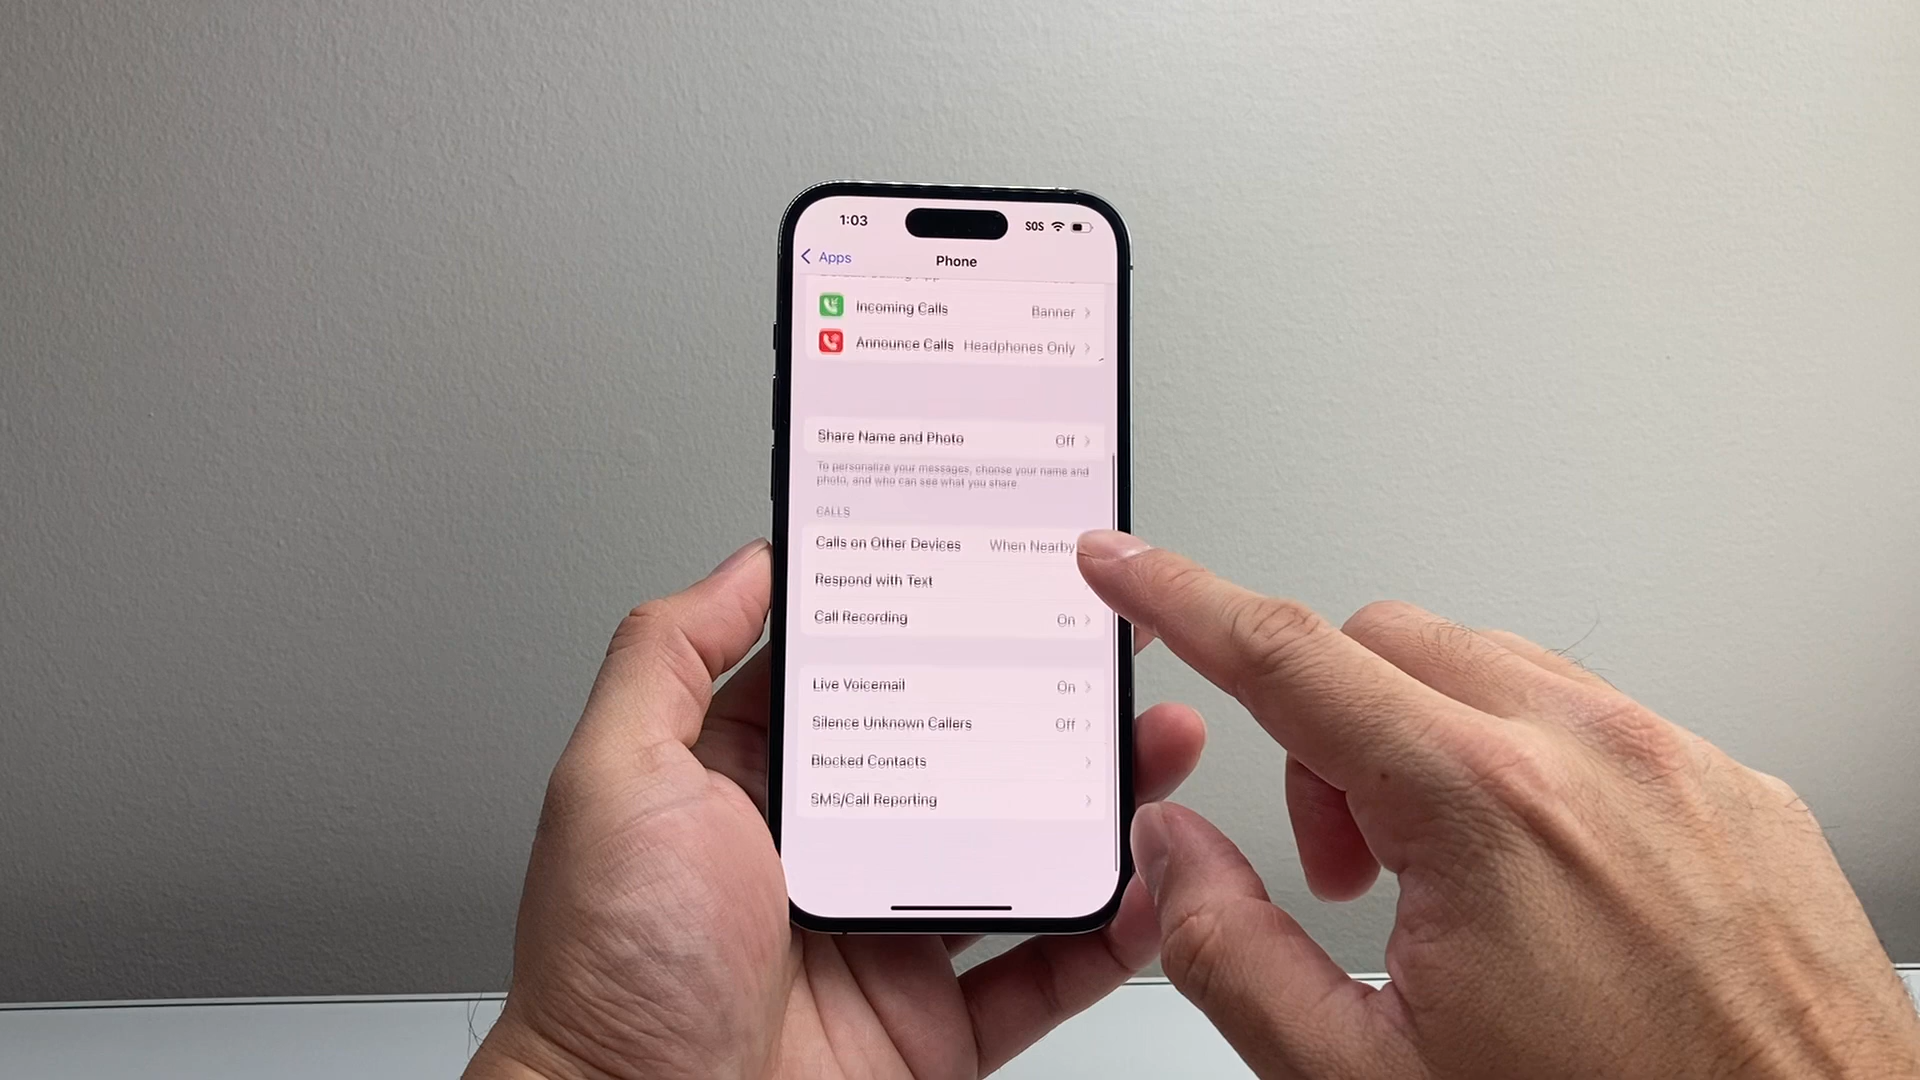 1:03 SOS
Apps Phone
Incoming Calls Banner
Announce Calls Headphones Only
Share Name and Photo Off
To personalize your messages, choose your name and
photo, and who can see what you share.
CALLS
Calls on Other Devices When Nearby
Respond with Text
Call Recording On
Live Voicemail On
Silence Unknown Callers Off
Blocked Contacts
SMS/Call Reporting